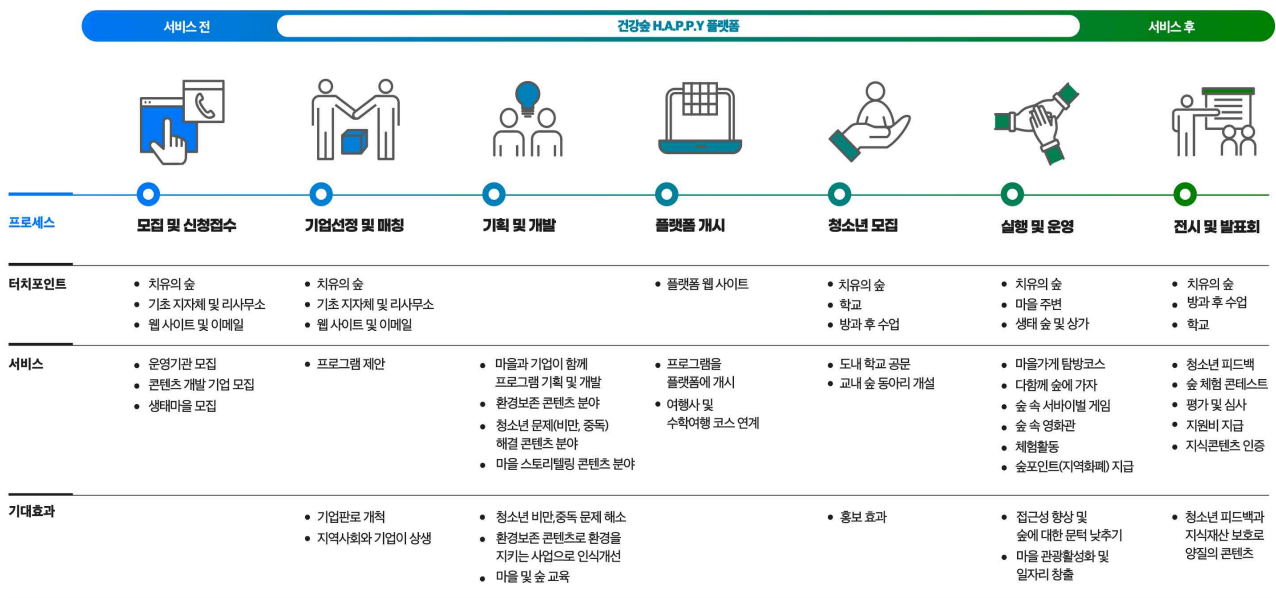 서비스 전
건강숲 H.A.P.P.Y 플랫폼
서비스 후
프로세스
모집 및 신청접수
기업선정 및 매칭
기획 및 개발
플랫폼 개시
청소년 모집
실행 및 운영
전시 및 발표회
터치포인트
• 치유의 숲
• 기초 지자체 및 리사무소
• 웹 사이트 및 이메일
• 치유의 숲
• 기초 지자체 및 리사무소
• 웹 사이트 및 이메일
• 플랫폼 웹 사이트
• 치유의 숲
• 학교
• 방과 후 수업
• 치유의 숲
• 마을 주변
• 생태 숲 및 상가
• 치유의 숲
• 방과 후 수업
• 학교
서비스
• 운영기관 모집
• 콘텐츠 개발 기업 모집
• 생태마을 모집
• 프로그램 제안
• 마을과 기업이 함께
프로그램 기획 및 개발
• 환경보존 콘텐츠 분야
• 청소년 문제(비만, 중독)
해결 콘텐츠 분야
• 마을 스토리텔링 콘텐츠 분야
• 프로그램을
플랫폼에 개시
• 여행사 및
수학여행 코스 연계
• 도내 학교 공문
• 교내 숲 동아리 개설
• 마을가게 탐방코스
• 다함께 숲에 가자
• 숲 속 서바이벌 게임
• 숲 속 영화관
• 체험활동
• 숲포인트(지역화폐) 지급
• 청소년 피드백
• 숲 체험 콘테스트
• 평가 및 심사
• 지원비 지급
• 지식콘텐츠 인증
기대효과
• 기업판로 개척
• 지역사회와 기업이 상생
• 청소년 비만,중독 문제 해소
• 환경보존 콘텐츠로 환경을
지키는 사업으로 인식개선
• 마을 및 숲 교육
• 홍보 효과
• 접근성 향상 및
숲에 대한 문턱 낮추기
• 마을 관광활성화 및
일자리 창출
• 청소년 피드백과
지식재산 보호로
양질의 콘텐츠